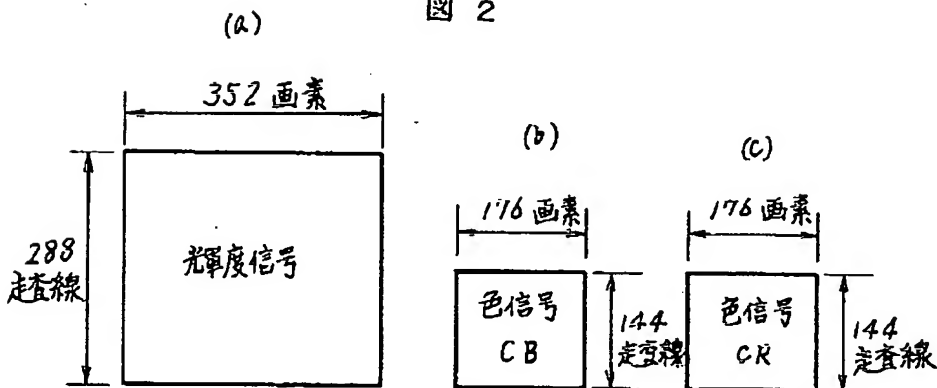 図 2
(a)
352 画素
288
走査線
輝度信号
(b)
176 画素
色信号
CB
144
走査線
(c)
176 画素
色信号
CR
144
走査線